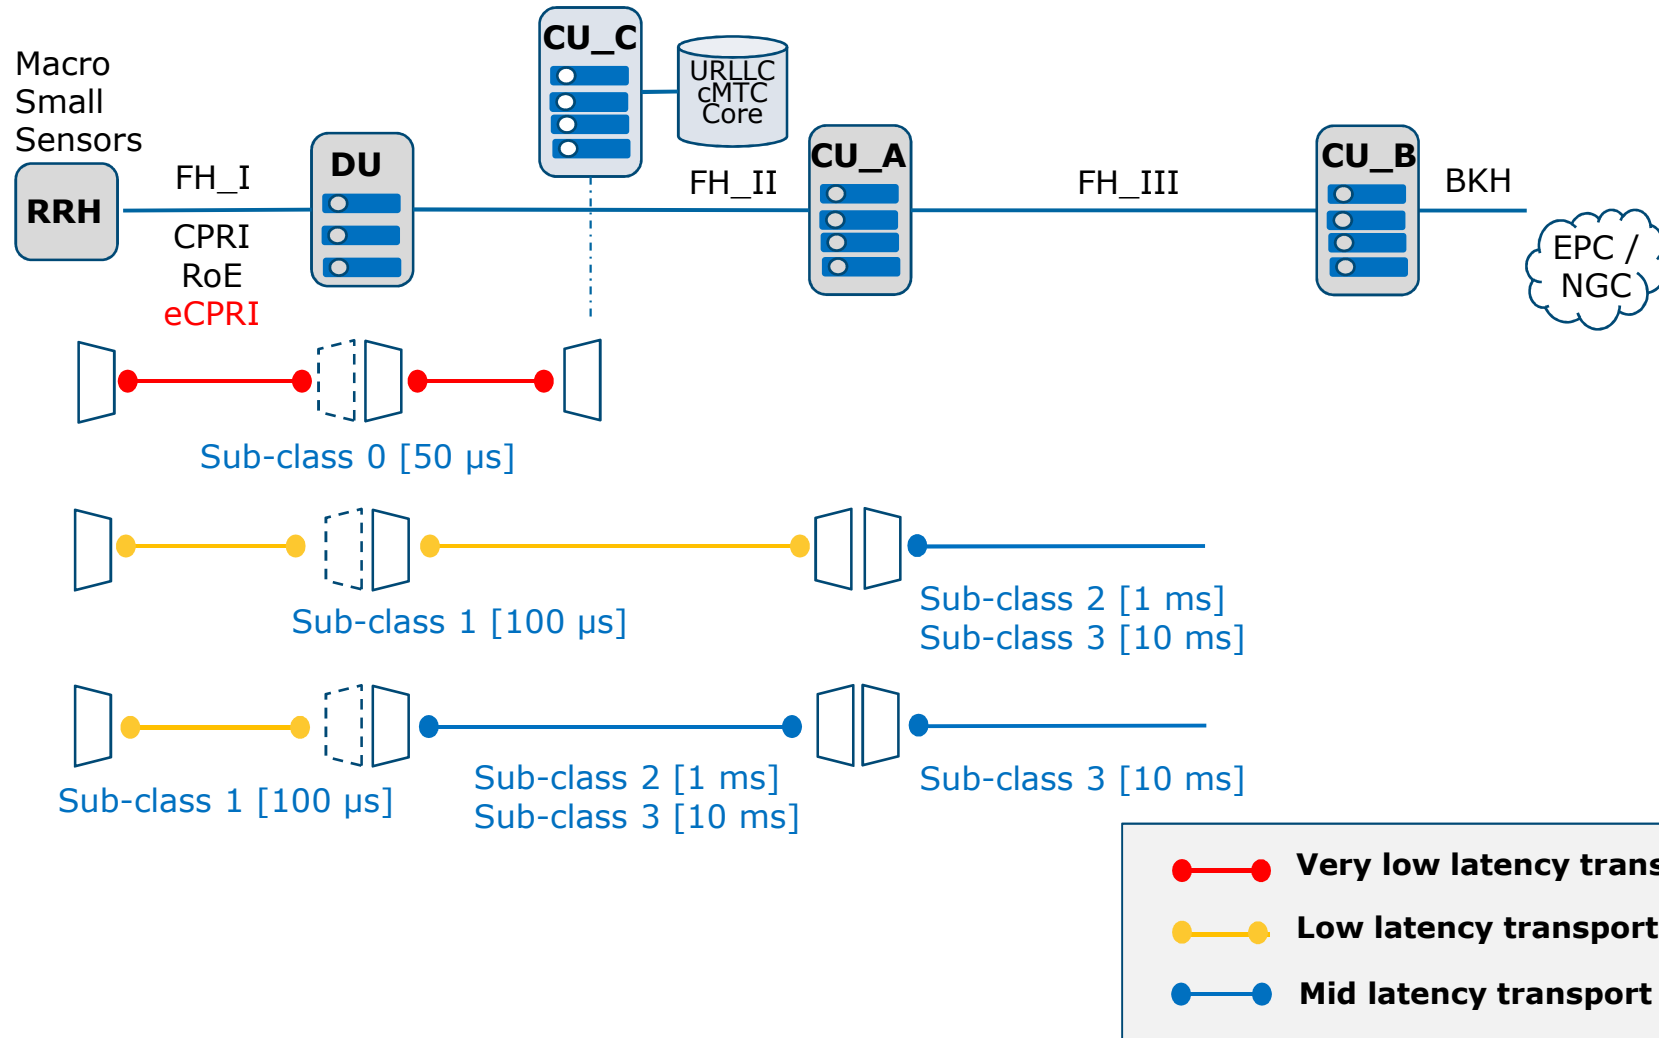 Macro
Small
Sensors
RRH
FH_I
CPRI
RoE
eCPRI
DU
CU_C
URLLC
cMTC
Core
FH_II
CU_A
FH_III
CU_B
BKH
EPC /
NGC
Sub-class 0 [50 μs]
Sub-class 1 [100 μs]
Sub-class 2 [1 ms]
Sub-class 3 [10 ms]
Sub-class 1 [100 μs]
Sub-class 2 [1 ms]
Sub-class 3 [10 ms]
Sub-class 3 [10 ms]
Very low latency trans
Low latency transport
Mid latency transport